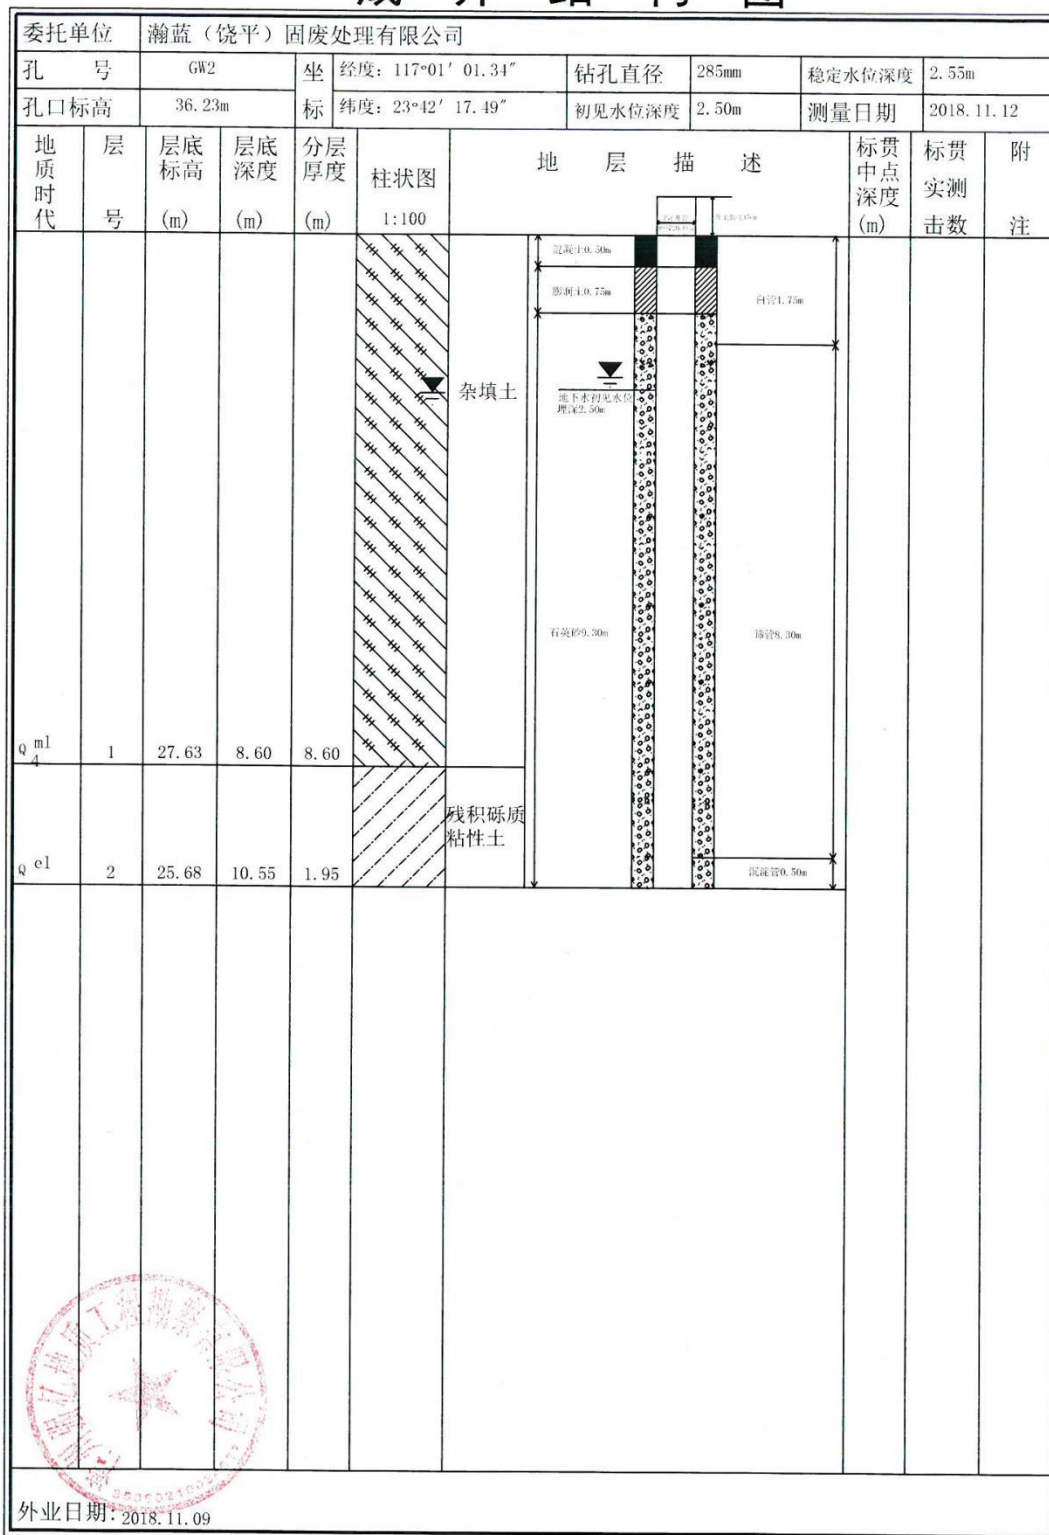 成井结构图
委托单位 瀚蓝（饶平）固废处理有限公司
孔号 GW2 坐标 经度：117°01′01.34″ 钻孔直径 285mm 稳定水位深度 2.55m
孔口标高 36.23m 纬度：23°42′17.49″ 初见水位深度 2.50m 测量日期 2018.11.12
地质时代 层号 层底标高(m) 层底深度(m) 分层厚度(m) 柱状图1:100 地层描述 标贯中点深度(m) 标贯实测击数 附注
混凝土0.50m
膨润土0.75m
白管1.75m
杂填土
地下水初见水位
埋深2.50m
石英砂9.30m
筛管8.30m
Q4ml 1 27.63 8.60 8.60
残积砾质
粘性土
沉淀管0.50m
Qel 2 25.68 10.55 1.95
外业日期：2018.11.09